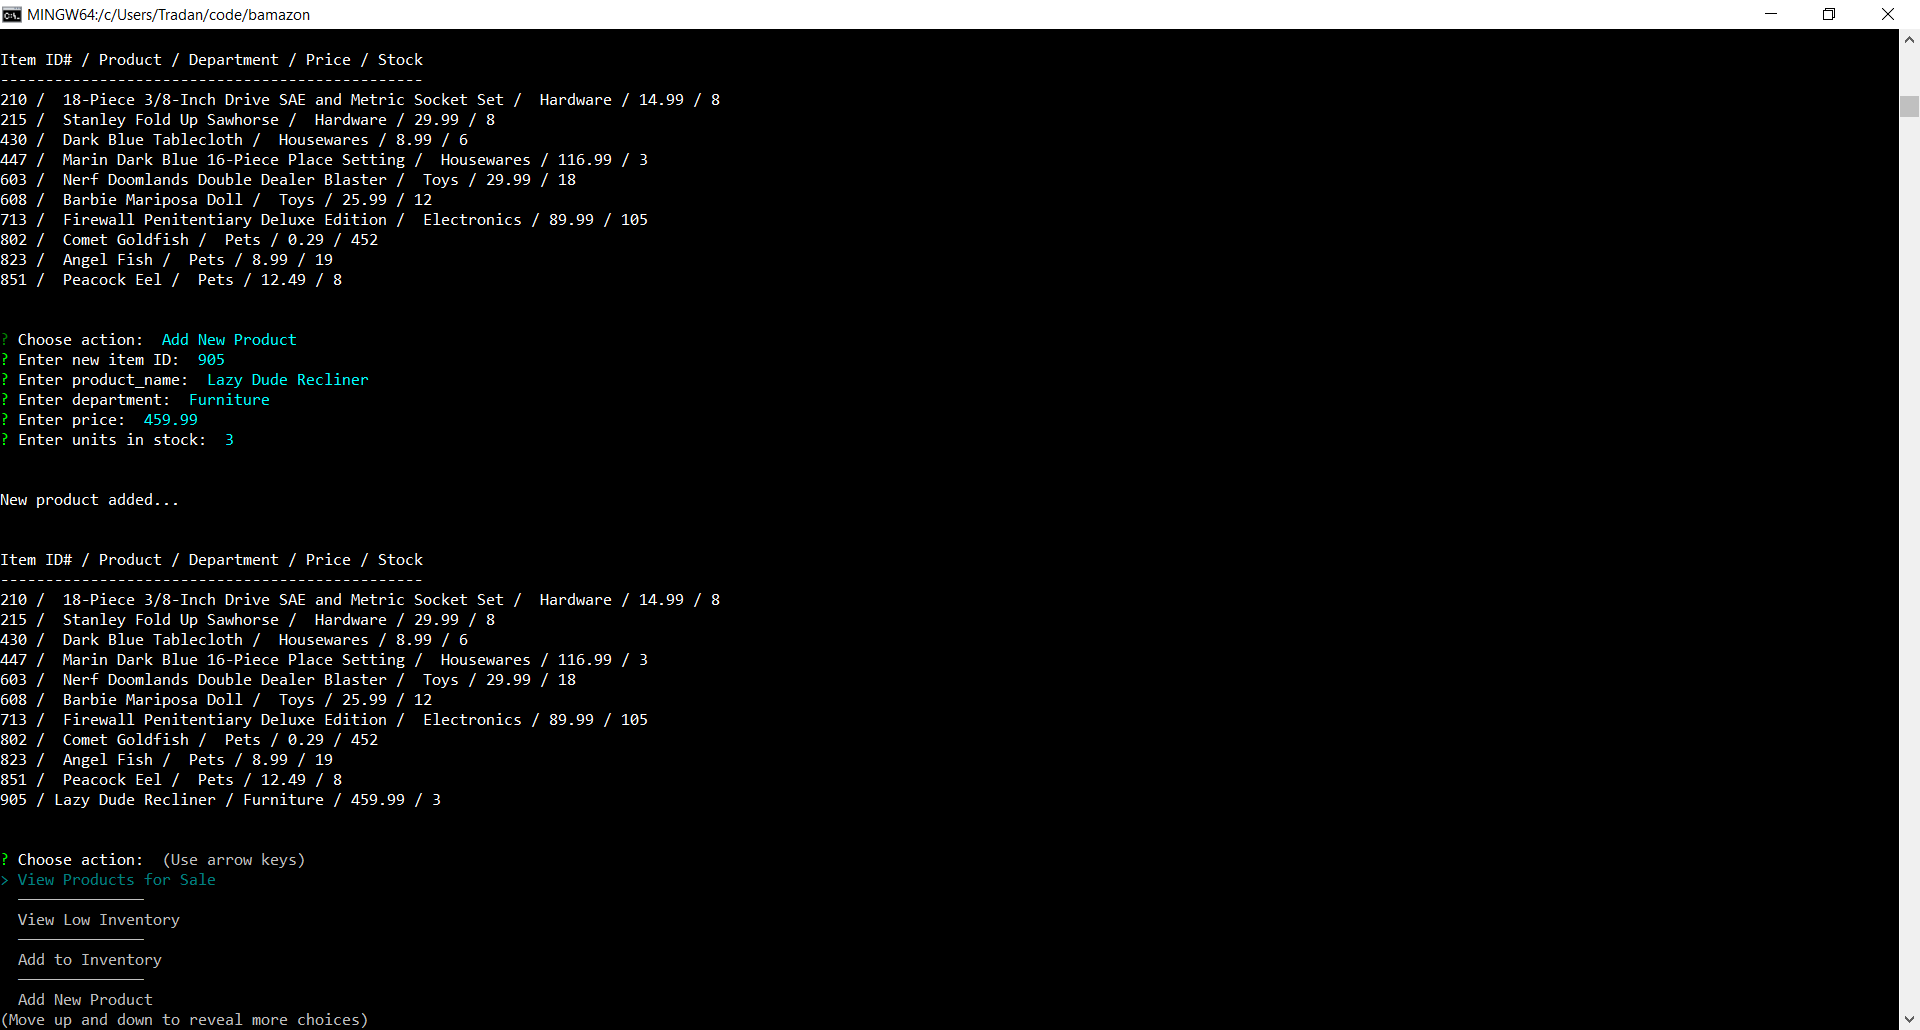 MINGW64:/c/Users/Tradan/code/bamazon
Item ID# / Product / Department / Price / Stock
-----------------------------------------------
210 /  18-Piece 3/8-Inch Drive SAE and Metric Socket Set /  Hardware / 14.99 / 8
215 /  Stanley Fold Up Sawhorse /  Hardware / 29.99 / 8
430 /  Dark Blue Tablecloth /  Housewares / 8.99 / 6
447 /  Marin Dark Blue 16-Piece Place Setting /  Housewares / 116.99 / 3
603 /  Nerf Doomlands Double Dealer Blaster /  Toys / 29.99 / 18
608 /  Barbie Mariposa Doll /  Toys / 25.99 / 12
713 /  Firewall Penitentiary Deluxe Edition /  Electronics / 89.99 / 105
802 /  Comet Goldfish /  Pets / 0.29 / 452
823 /  Angel Fish /  Pets / 8.99 / 19
851 /  Peacock Eel /  Pets / 12.49 / 8
? Choose action:  Add New Product
? Enter new item ID:  905
? Enter product_name:  Lazy Dude Recliner
? Enter department:  Furniture
? Enter price:  459.99
? Enter units in stock:  3
New product added...
Item ID# / Product / Department / Price / Stock
-----------------------------------------------
210 /  18-Piece 3/8-Inch Drive SAE and Metric Socket Set /  Hardware / 14.99 / 8
215 /  Stanley Fold Up Sawhorse /  Hardware / 29.99 / 8
430 /  Dark Blue Tablecloth /  Housewares / 8.99 / 6
447 /  Marin Dark Blue 16-Piece Place Setting /  Housewares / 116.99 / 3
603 /  Nerf Doomlands Double Dealer Blaster /  Toys / 29.99 / 18
608 /  Barbie Mariposa Doll /  Toys / 25.99 / 12
713 /  Firewall Penitentiary Deluxe Edition /  Electronics / 89.99 / 105
802 /  Comet Goldfish /  Pets / 0.29 / 452
823 /  Angel Fish /  Pets / 8.99 / 19
851 /  Peacock Eel /  Pets / 12.49 / 8
905 / Lazy Dude Recliner / Furniture / 459.99 / 3
? Choose action:  (Use arrow keys)
> View Products for Sale
──────────────
View Low Inventory
──────────────
Add to Inventory
──────────────
Add New Product
(Move up and down to reveal more choices)